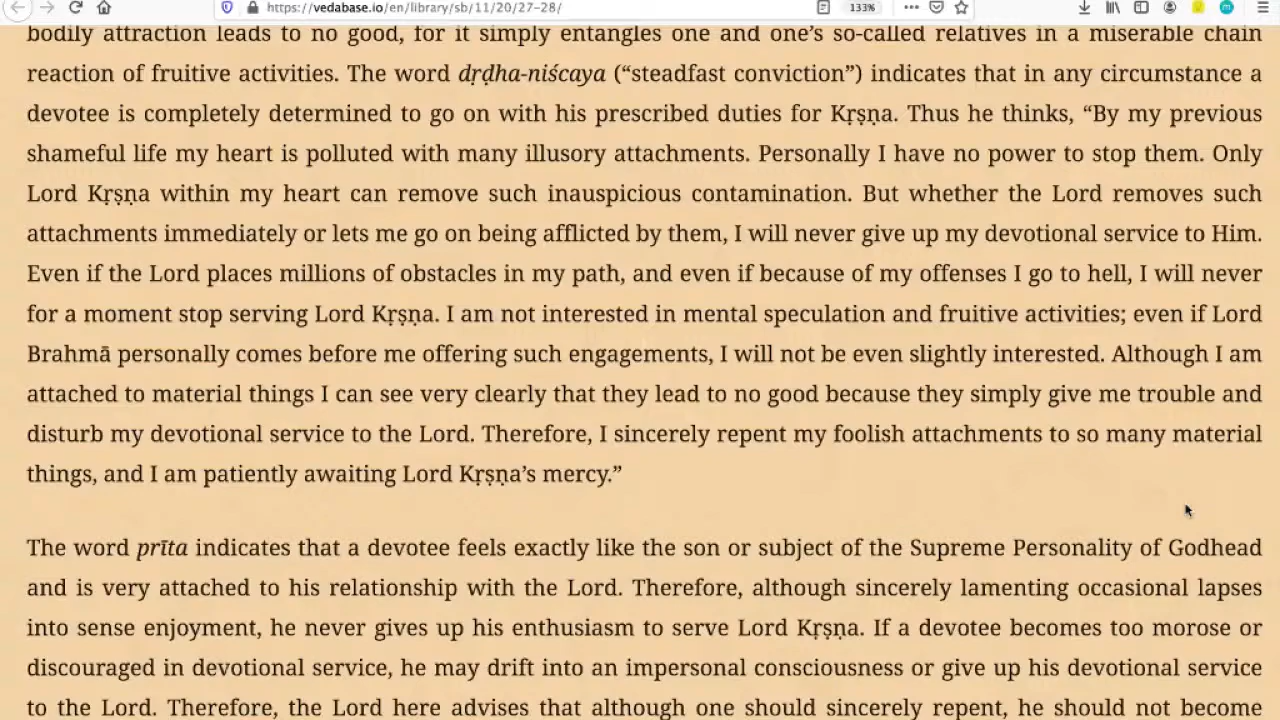 https://vedabase.io/en/library/sb/11/20/27-28/
133%
bodily attraction leads to no good, for it simply entangles one and one’s so-called relatives in a miserable chain
reaction of fruitive activities. The word dṛḍha-niścaya (“steadfast conviction”) indicates that in any circumstance a
devotee is completely determined to go on with his prescribed duties for Kṛṣṇa. Thus he thinks, “By my previous
shameful life my heart is polluted with many illusory attachments. Personally I have no power to stop them. Only
Lord Kṛṣṇa within my heart can remove such inauspicious contamination. But whether the Lord removes such
attachments immediately or lets me go on being afflicted by them, I will never give up my devotional service to Him.
Even if the Lord places millions of obstacles in my path, and even if because of my offenses I go to hell, I will never
for a moment stop serving Lord Kṛṣṇa. I am not interested in mental speculation and fruitive activities; even if Lord
Brahmā personally comes before me offering such engagements, I will not be even slightly interested. Although I am
attached to material things I can see very clearly that they lead to no good because they simply give me trouble and
disturb my devotional service to the Lord. Therefore, I sincerely repent my foolish attachments to so many material
things, and I am patiently awaiting Lord Kṛṣṇa’s mercy.”
The word prīta indicates that a devotee feels exactly like the son or subject of the Supreme Personality of Godhead
and is very attached to his relationship with the Lord. Therefore, although sincerely lamenting occasional lapses
into sense enjoyment, he never gives up his enthusiasm to serve Lord Kṛṣṇa. If a devotee becomes too morose or
discouraged in devotional service, he may drift into an impersonal consciousness or give up his devotional service
to the Lord. Therefore, the Lord here advises that although one should sincerely repent, he should not become